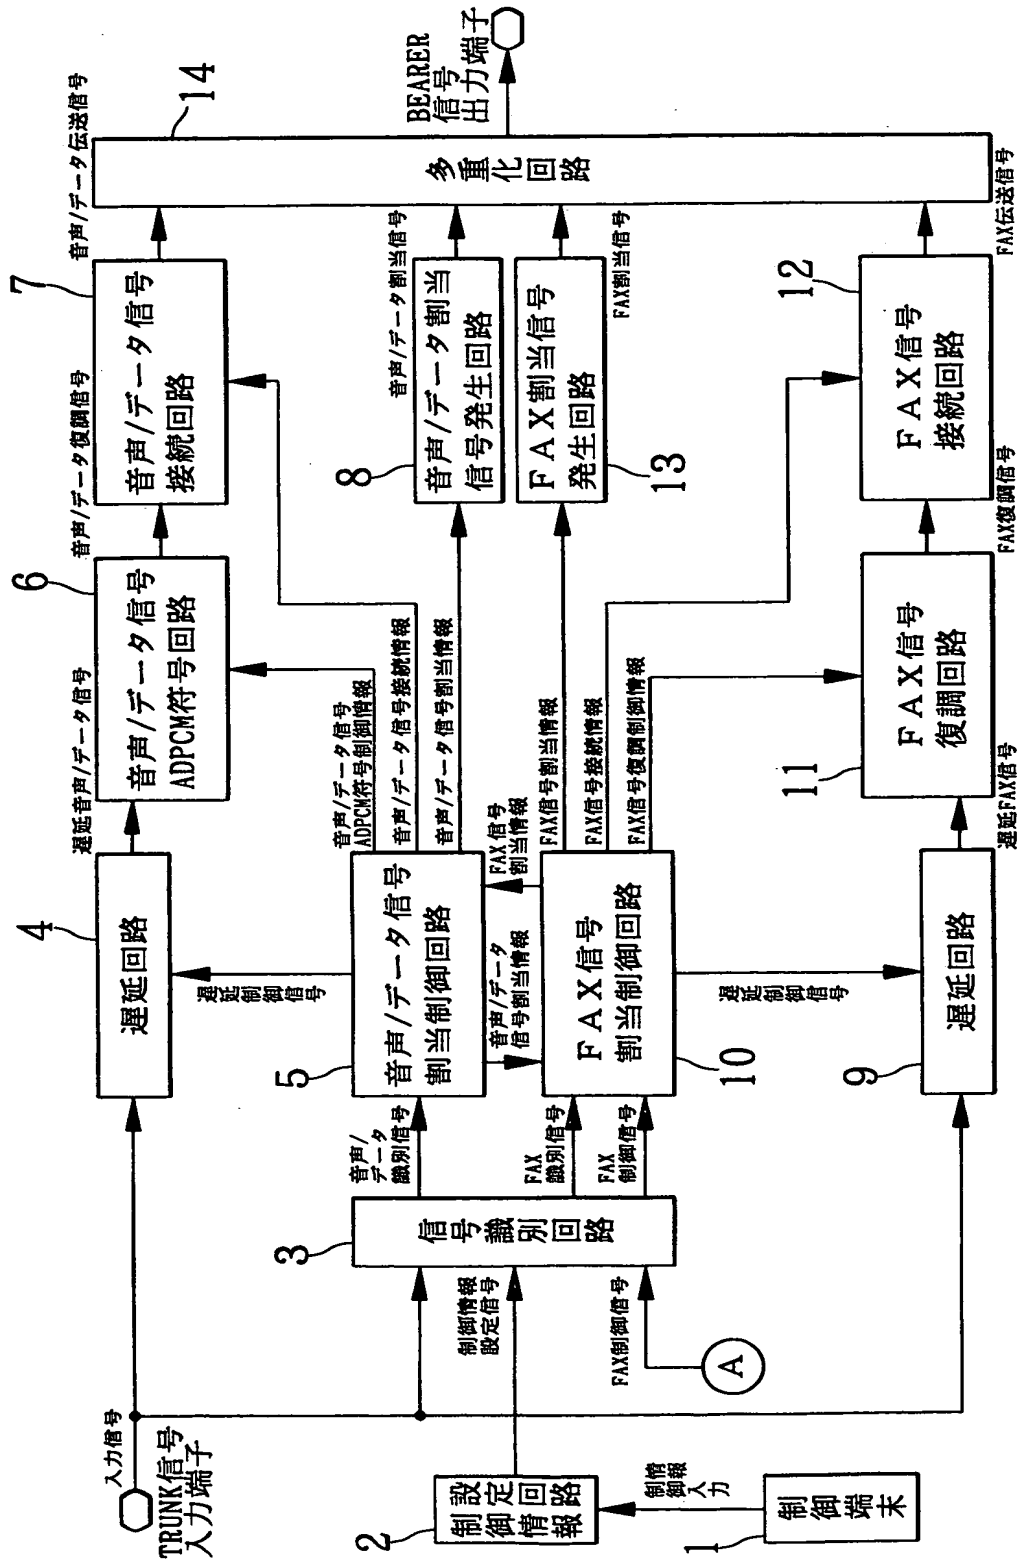 入力信号
TRUNK信号
入力端子
4
遅延回路
遅延音声/データ信号
6
音声/データ信号
ADPCM符号回路
音声/データ復調信号
7
音声/データ信号
接続回路
音声/データ伝送信号
14
多重化回路
BEARER
信号
出力端子
遅延制御信号
音声/データ信号
ADPCM符号制御情報
音声/データ信号接続情報
音声/データ信号割当情報
8
音声/データ割当
信号発生回路
音声/データ割当信号
3
信号識別回路
音声/
データ
識別信号
5
音声/データ信号
割当制御回路
音声/データ
信号割当情報
FAX信号
割当情報
FAX
識別信号
FAX
制御信号
FAX信号
割当制御回路
10
FAX信号割当情報
FAX信号接続情報
FAX信号復調制御情報
FAX割当信号
発生回路
13
FAX割当信号
2
制御情報
設定回路
制御情報
設定信号
制御情報
入力
1
制御端末
FAX制御信号
A
遅延制御信号
9
遅延回路
遅延FAX信号
11
FAX信号
復調回路
FAX復調信号
12
FAX信号
接続回路
FAX伝送信号